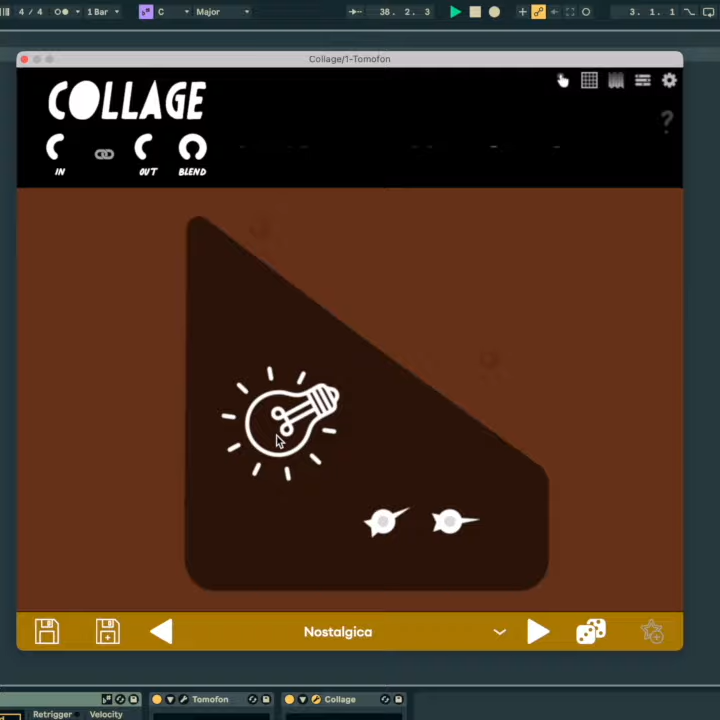 4 / 4
1 Bar
C
Major
38. 2. 3
3. 1. 1
Collage/1-Tomofon
COLLAGE
IN
OUT
BLEND
?
Nostalgica
Tomofon
Collage
Retrigger
Velocity